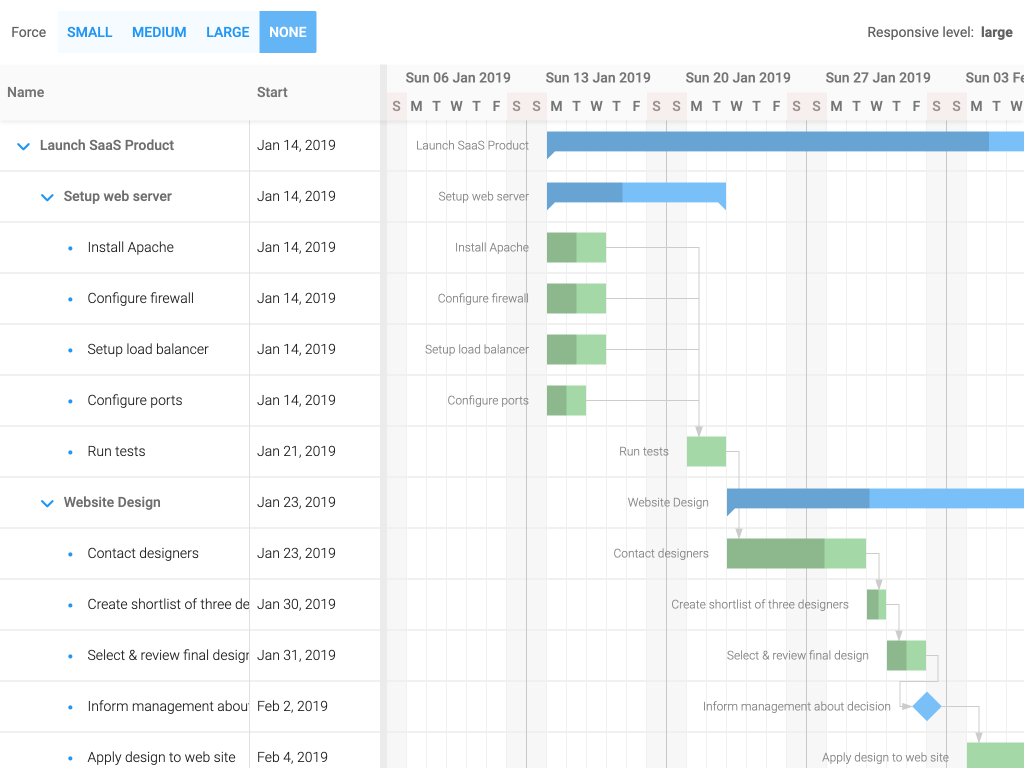 Force SMALL MEDIUM LARGE NONE Responsive level: large
Name Start Sun 06 Jan 2019 Sun 13 Jan 2019 Sun 20 Jan 2019 Sun 27 Jan 2019 Sun 03 Fe
S M T W T F S S M T W T F S S M T W T F S S M T W T F S S M T W
Launch SaaS Product Jan 14, 2019 Launch SaaS Product
Setup web server Jan 14, 2019 Setup web server
Install Apache Jan 14, 2019 Install Apache
Configure firewall Jan 14, 2019 Configure firewall
Setup load balancer Jan 14, 2019 Setup load balancer
Configure ports Jan 14, 2019 Configure ports
Run tests Jan 21, 2019 Run tests
Website Design Jan 23, 2019 Website Design
Contact designers Jan 23, 2019 Contact designers
Create shortlist of three de Jan 30, 2019 Create shortlist of three designers
Select & review final desigr Jan 31, 2019 Select & review final design
Inform management about Feb 2, 2019 Inform management about decision
Apply design to web site Feb 4, 2019 Apply design to web site